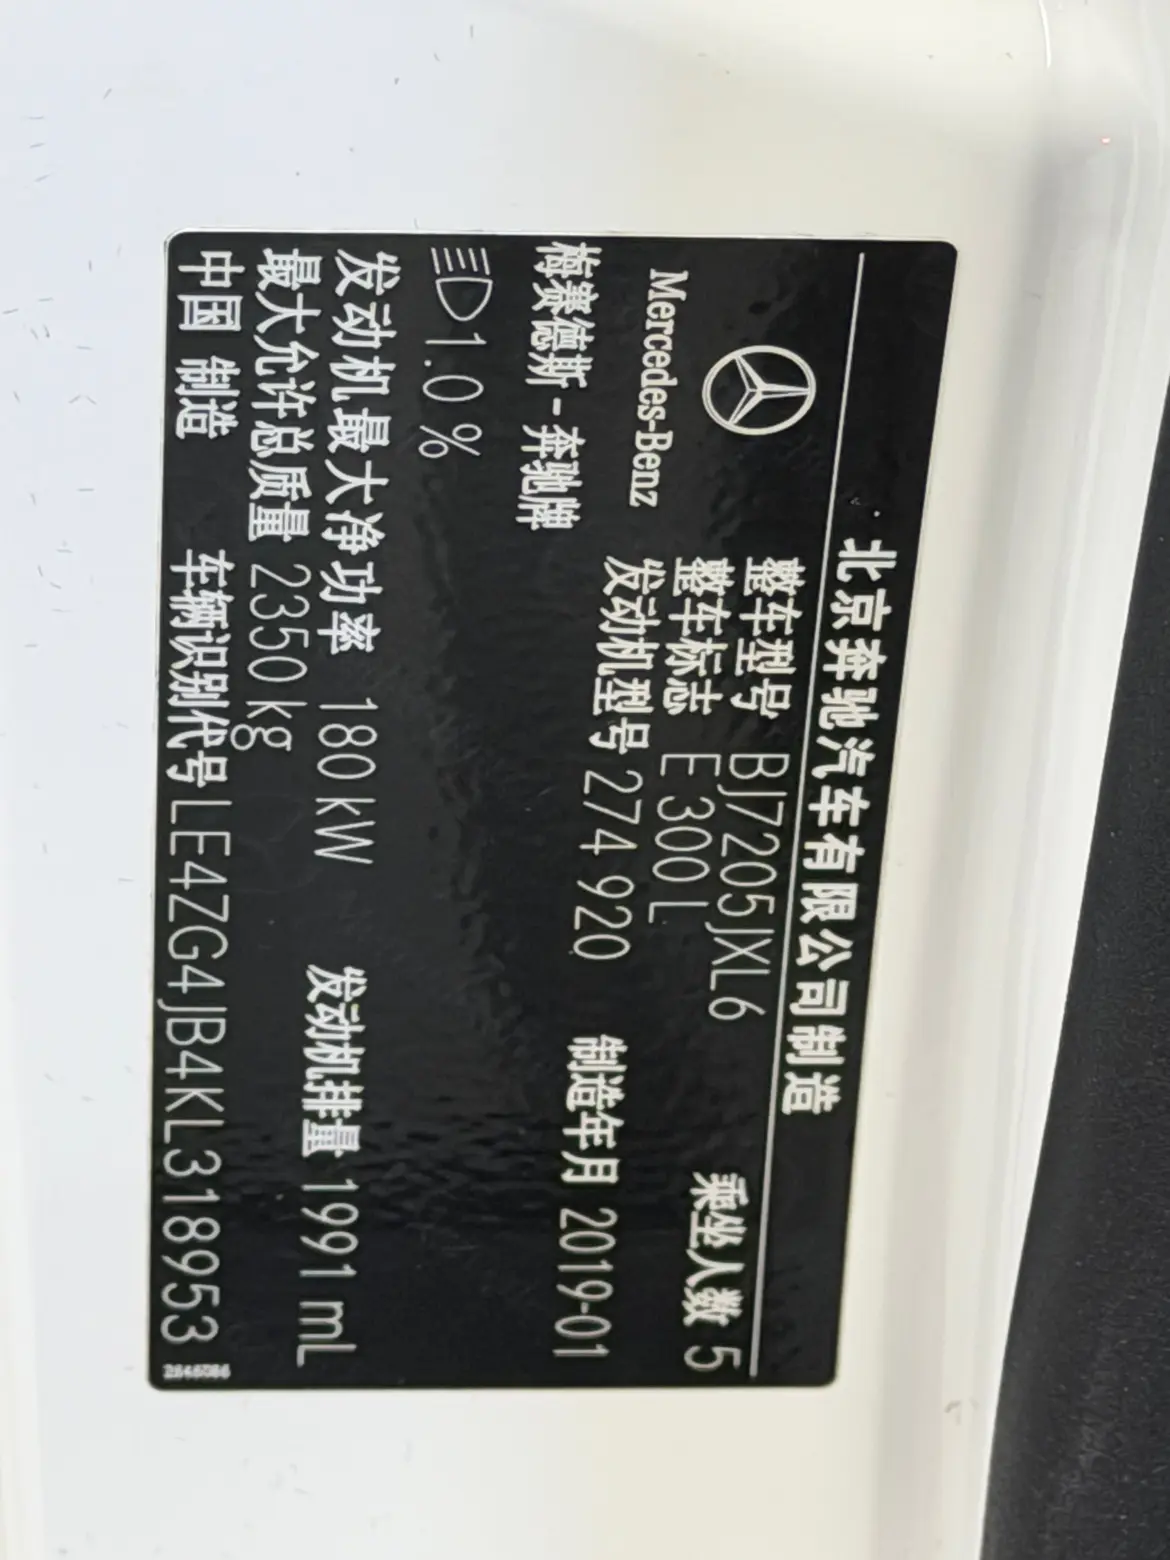 北京奔驰汽车有限公司制造
整车型号 BJ7205JXL6 乘坐人数 5
Mercedes-Benz 整车标志 E 300 L
发动机型号 274 920 制造年月 2019-01
梅赛德斯-奔驰牌
1.0 %
发动机最大净功率 180 kW 发动机排量 1991 mL
最大允许总质量 2350 kg
中国 制造 车辆识别代号 LE4ZG4JB4KL318953